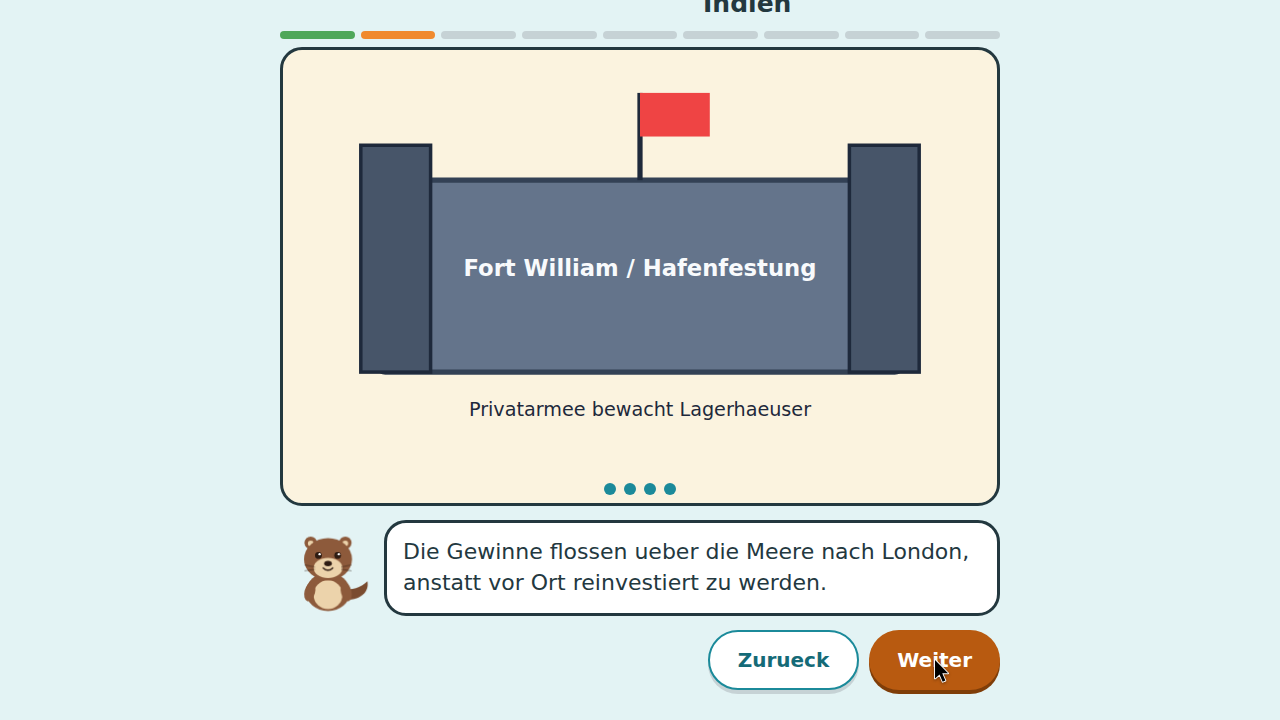 Indien
Fort William / Hafenfestung
Privatarmee bewacht Lagerhaeuser
Die Gewinne flossen ueber die Meere nach London,
anstatt vor Ort reinvestiert zu werden.
Zurueck
Weiter